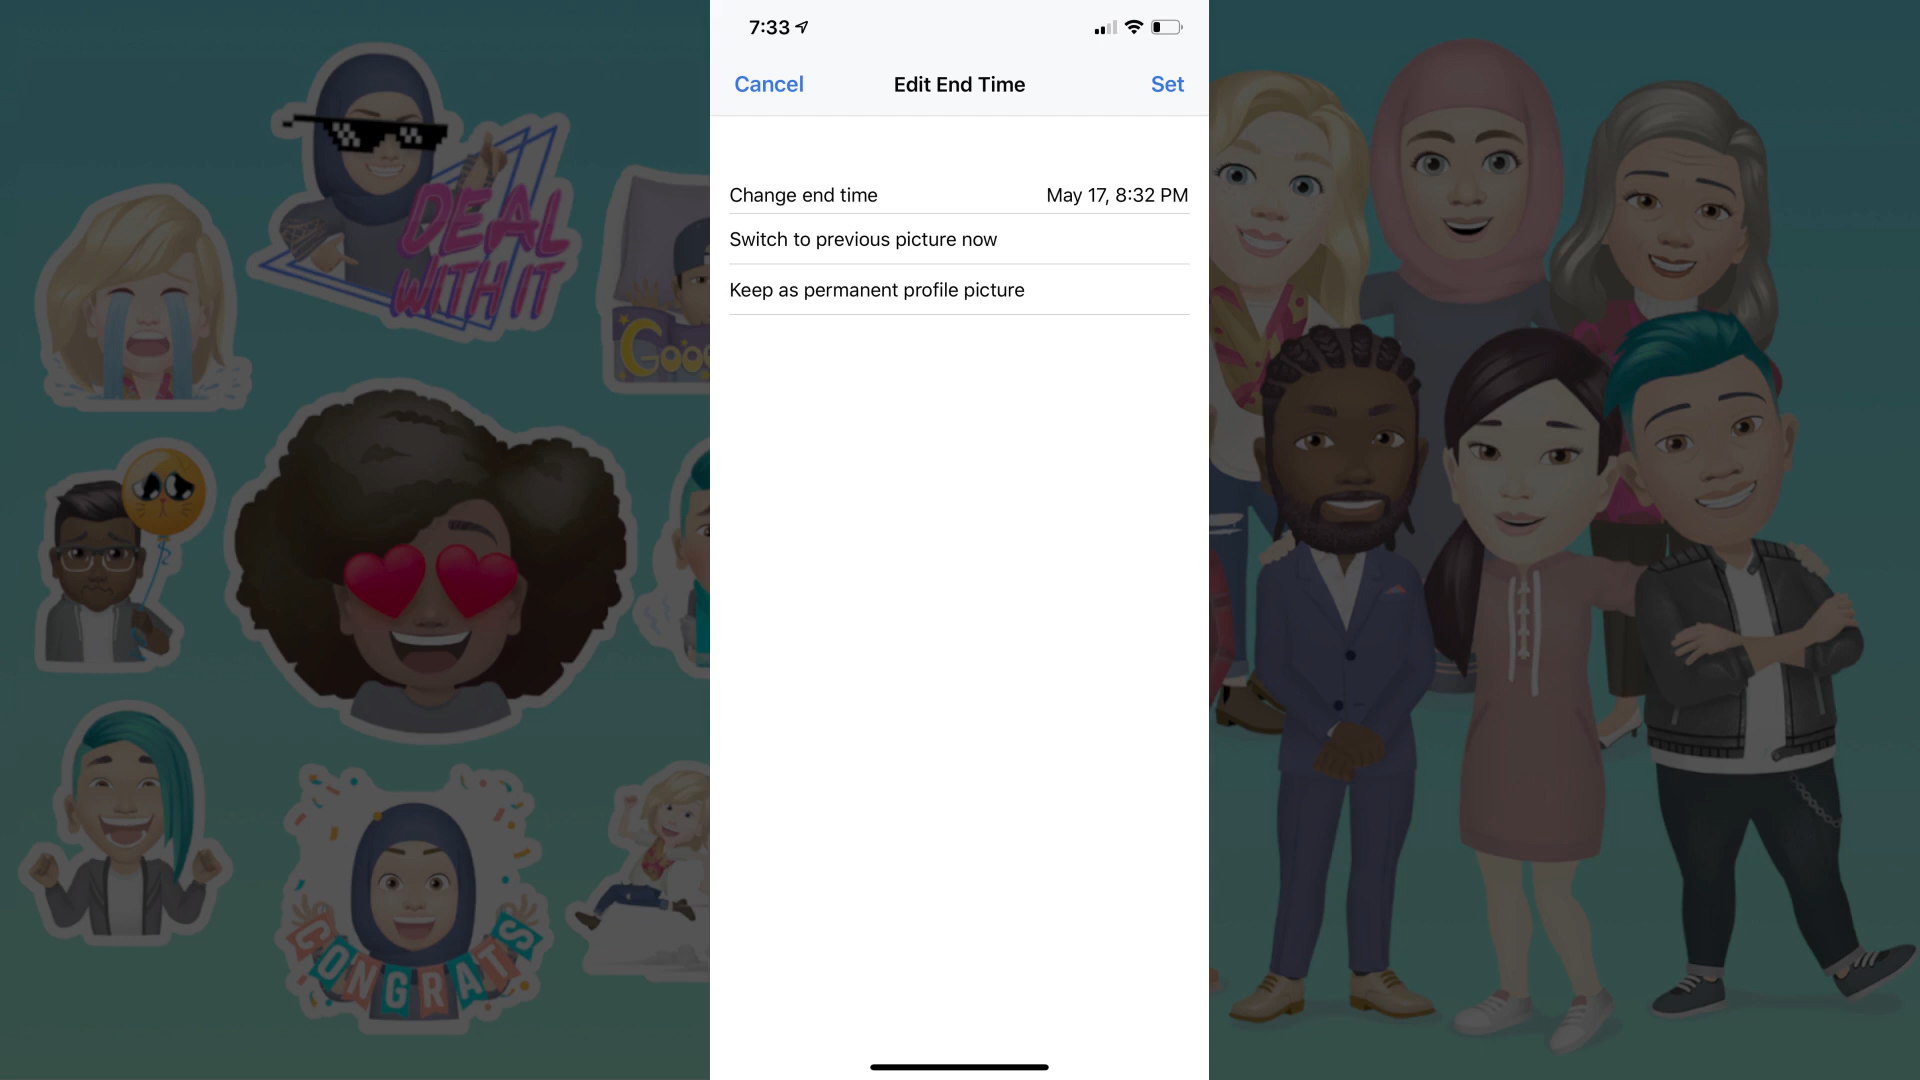 7:33
Cancel
Edit End Time
Set
Change end time
May 17, 8:32 PM
Switch to previous picture now
Keep as permanent profile picture
DEAL
WITH IT
CONGRATS